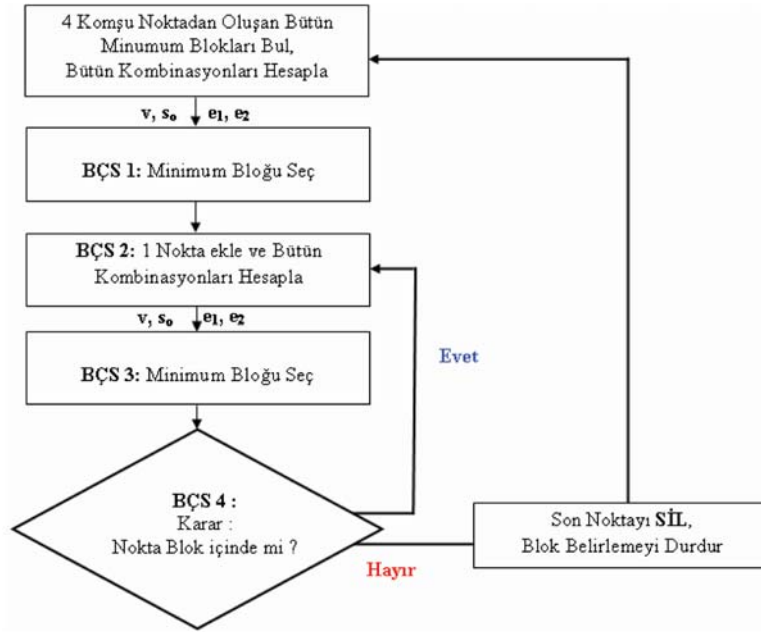 4 Komşu Noktadan Oluşan Bütün
Minumum Blokları Bul,
Bütün Kombinasyonları Hesapla
v, s₀ e₁, e₂
BÇS 1: Minimum Bloğu Seç
BÇS 2: 1 Nokta ekle ve Bütün
Kombinasyonları Hesapla
v, s₀ e₁, e₂
BÇS 3: Minimum Bloğu Seç
Evet
BÇS 4 :
Karar :
Nokta Blok içinde mi ?
Hayır
Son Noktayı SİL,
Blok Belirlemeyi Durdur